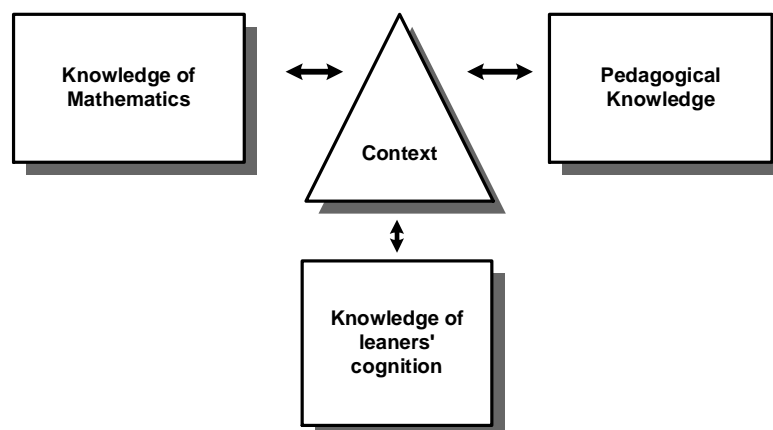 Knowledge of
Mathematics
Context
Pedagogical
Knowledge
Knowledge of
leaners'
cognition